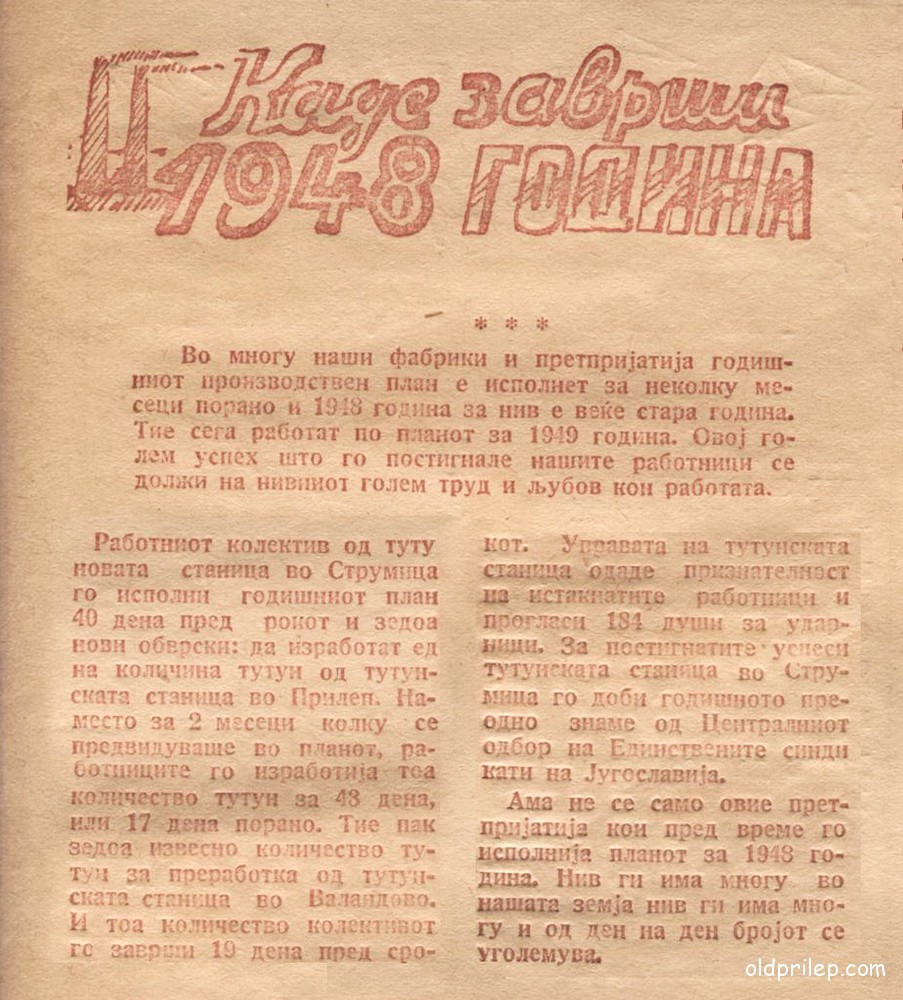 Каде заврши
1948 ГОДИНА
* * *
Во многу наши фабрики и претпријатија годиш-
ниот производствен план е исполнет за неколку ме-
сеци порано и 1948 година за нив е веќе стара година.
Тие сега работат по планот за 1949 година. Овој го-
лем успех што го постигнале нашите работници се
должи на нивниот голем труд и љубов кон работата.
Работниот колектив од туту
новата станица во Струмица
го исполни годишниот план
40 дена пред рокот и зедоа
нови обврски: да изработат ед
на количина тутун од тутун-
ската станица во Прилеп. На-
место за 2 месеци колку се
предвидуваше во планот, ра-
ботниците го изработија тоа
количество тутун за 43 дена,
или 17 дена порано. Тие пак
зедоа извесно количество ту-
тун за преработка од тутун-
ската станица во Валандово.
И тоа количество колективот
го заврши 19 дена пред сро-
кот. Управата на тутунската
станица одаде признателност
на истакнатите работници и
прогласи 184 души за удар-
ници. За постигнатите успеси
тутунската станица во Стру-
мица го доби годишното пре-
одно знаме од Централниот
одбор на Единствените синди
кати на Југославија.
Ама не се само овие прет-
пријатија кои пред време го
исполнија планот за 1948 го-
дина. Нив ги има многу во
нашата земја нив ги има мно-
гу и од ден на ден бројот се
уголемува.
oldprilep.com